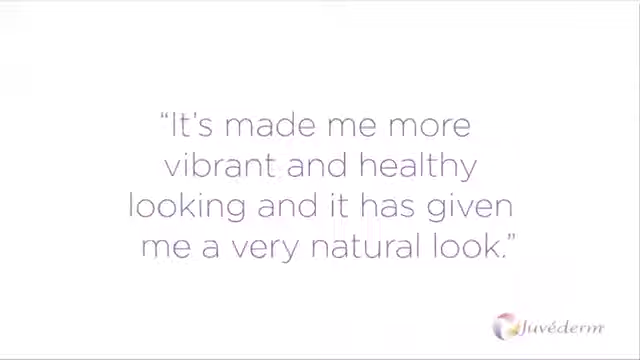 “It’s made me more
vibrant and healthy
looking and it has given
me a very natural look.”
Juvéderm